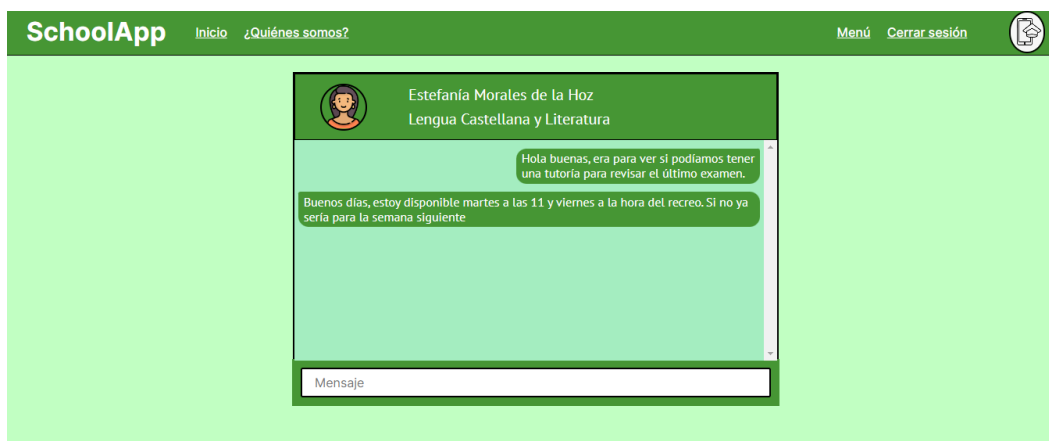 SchoolApp Inicio ¿Quiénes somos? Menú Cerrar sesión
Estefanía Morales de la Hoz
Lengua Castellana y Literatura
Hola buenas, era para ver si podíamos tener
una tutoría para revisar el último examen.
Buenos días, estoy disponible martes a las 11 y viernes a la hora del recreo. Si no ya
sería para la semana siguiente
Mensaje